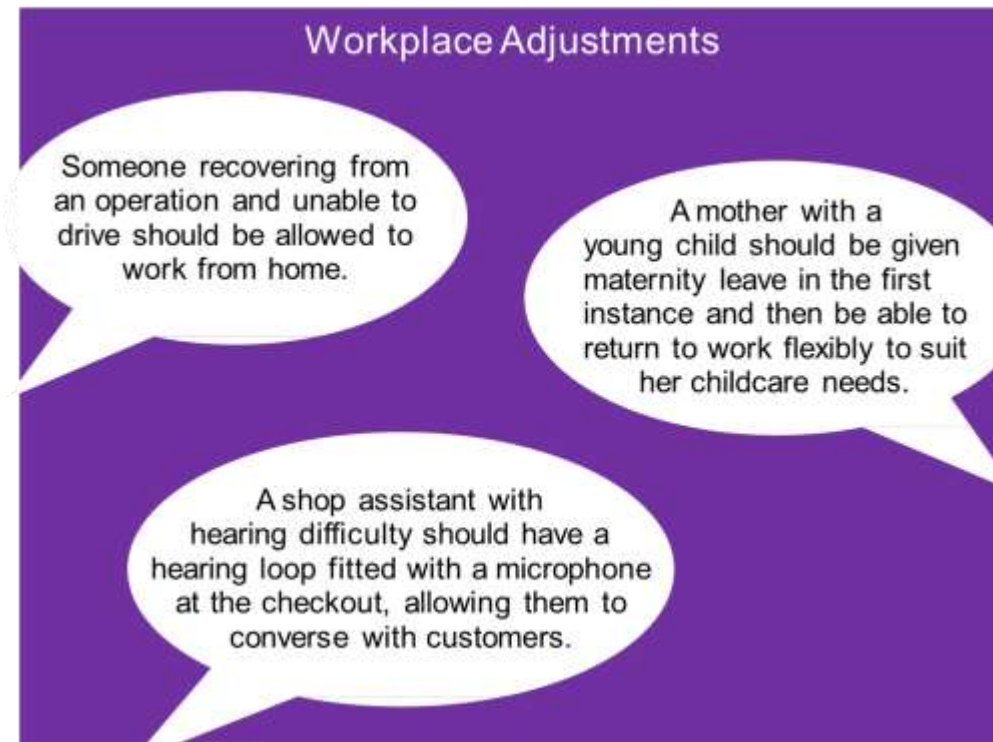 Workplace Adjustments
Someone recovering from
an operation and unable to
drive should be allowed to
work from home.
A mother with a
young child should be given
maternity leave in the first
instance and then be able to
return to work flexibly to suit
her childcare needs.
A shop assistant with
hearing difficulty should have a
hearing loop fitted with a microphone
at the checkout, allowing them to
converse with customers.